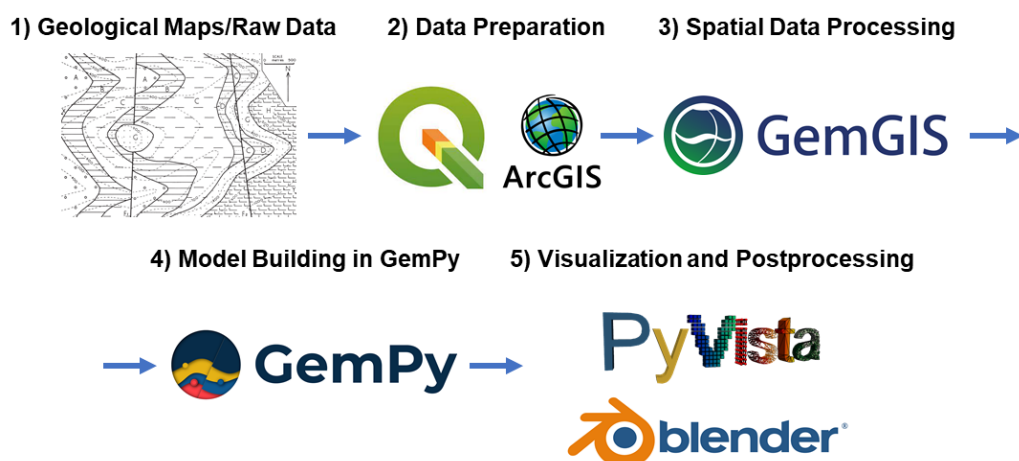 1) Geological Maps/Raw Data
2) Data Preparation
3) Spatial Data Processing
ArcGIS
GemGIS
4) Model Building in GemPy
5) Visualization and Postprocessing
GemPy
PyVista
blender®